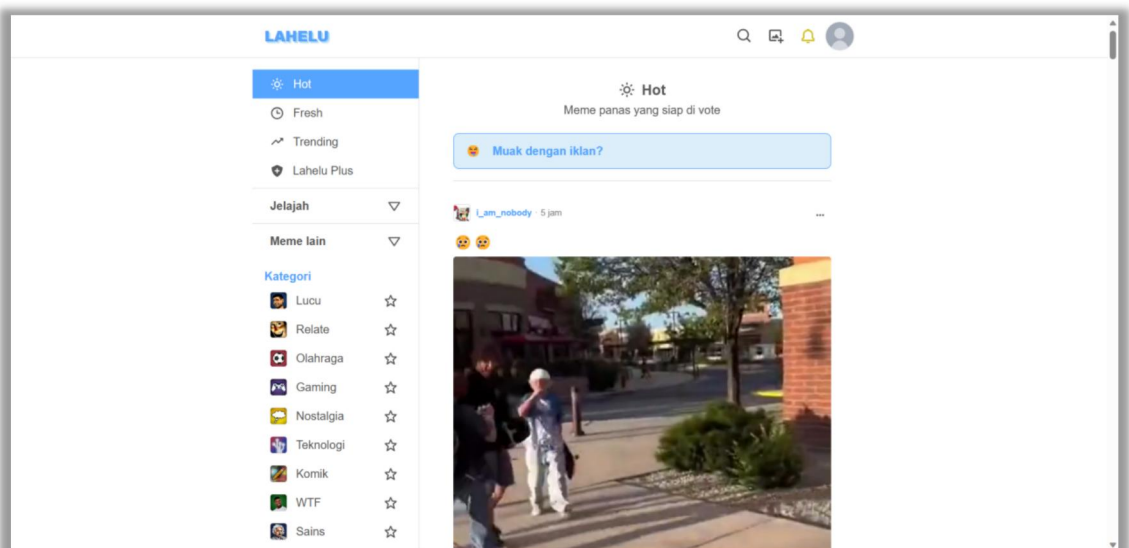 LAHELU
Hot
Fresh
Trending
Lahelu Plus
Jelajah
Meme lain
Kategori
Lucu
Relate
Olahraga
Gaming
Nostalgia
Teknologi
Komik
WTF
Sains
Hot
Meme panas yang siap di vote
Muak dengan iklan?
i_am_nobody · 5 jam